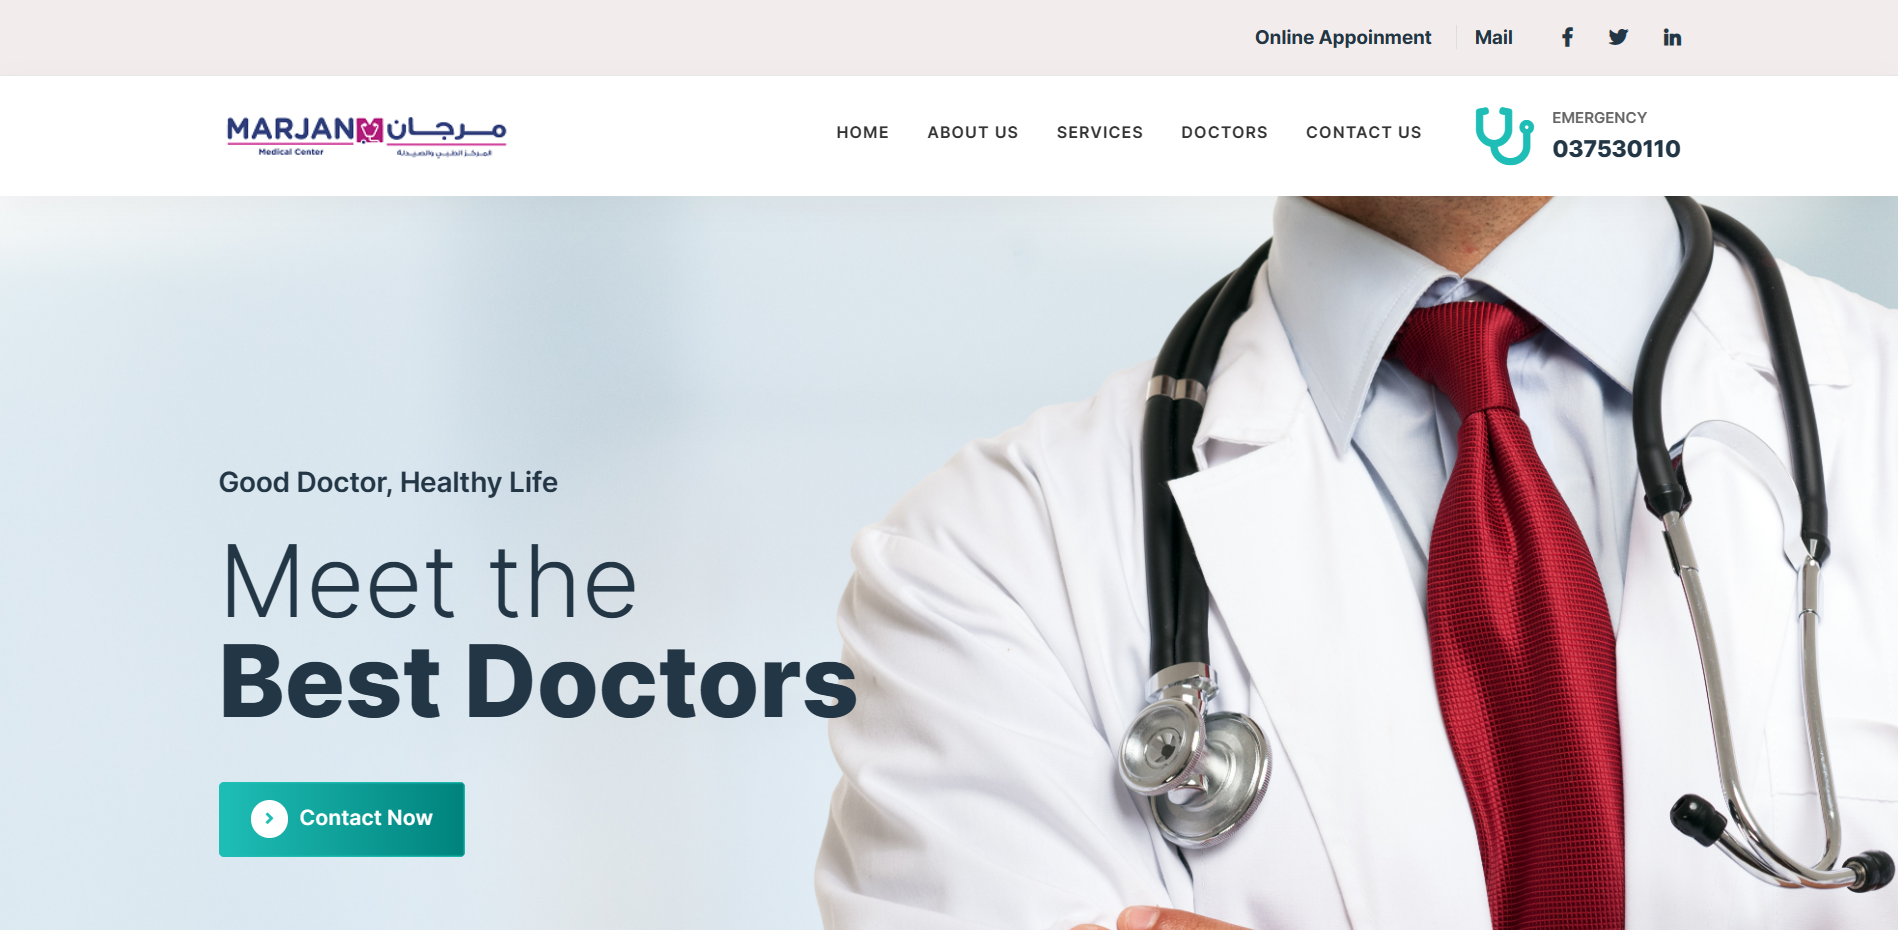 Online Appoinment
Mail
MARJAN مرجان
Medical Center
المركز الطبي والصيدلة
HOME
ABOUT US
SERVICES
DOCTORS
CONTACT US
EMERGENCY
037530110
Good Doctor, Healthy Life
Meet the
Best Doctors
Contact Now